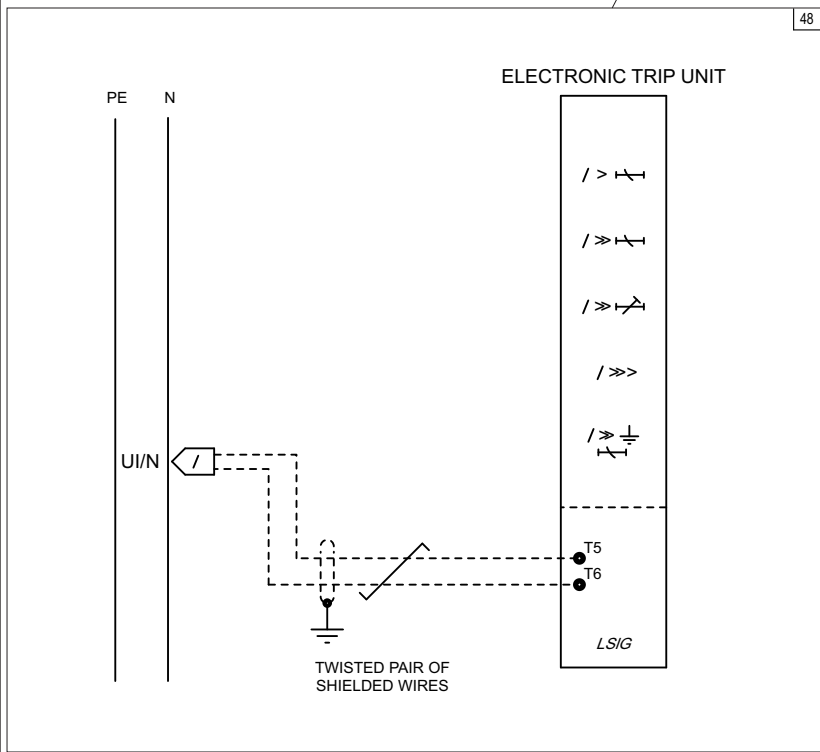 48
ELECTRONIC TRIP UNIT
PE N
I >
I >>
I >>
I >>>
I >>
UI/N I
T5
T6
LSIG
TWISTED PAIR OF
SHIELDED WIRES